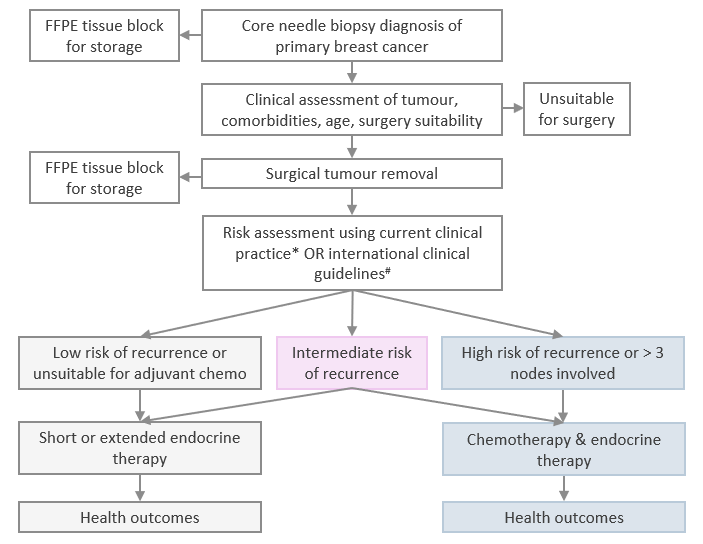 FFPE tissue block
for storage
Core needle biopsy diagnosis of
primary breast cancer
Clinical assessment of tumour,
comorbidities, age, surgery suitability
Unsuitable
for surgery
FFPE tissue block
for storage
Surgical tumour removal
Risk assessment using current clinical
practice* OR international clinical
guidelines#
Low risk of recurrence or
unsuitable for adjuvant chemo
Intermediate risk
of recurrence
High risk of recurrence or > 3
nodes involved
Short or extended endocrine
therapy
Chemotherapy & endocrine
therapy
Health outcomes
Health outcomes